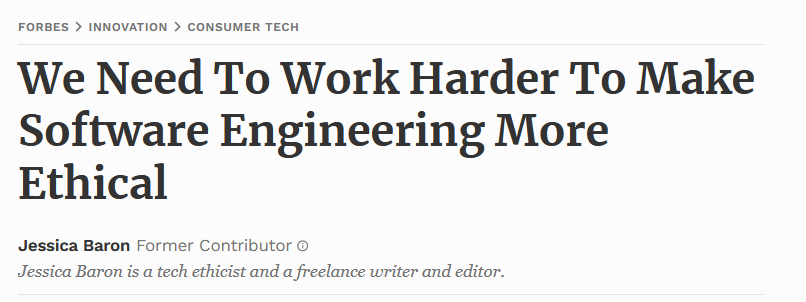 FORBES > INNOVATION > CONSUMER TECH
We Need To Work Harder To Make
Software Engineering More
Ethical
Jessica Baron Former Contributor
Jessica Baron is a tech ethicist and a freelance writer and editor.